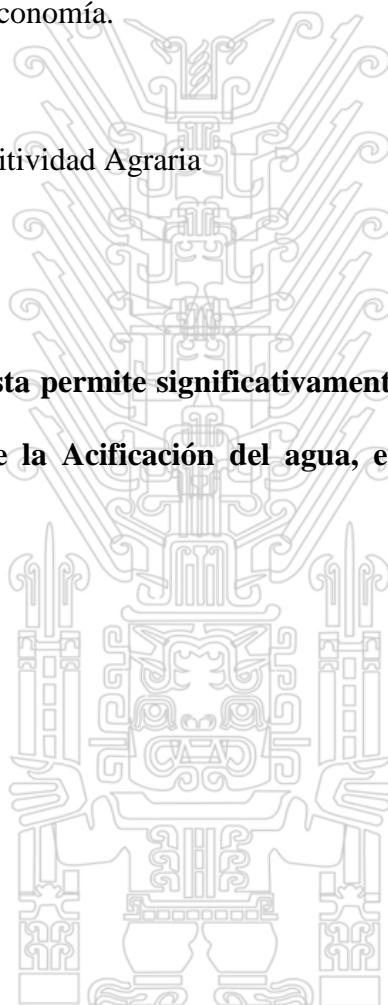 conomía.
itividad Agraria
sta permite significativament
e la Acificación del agua, e